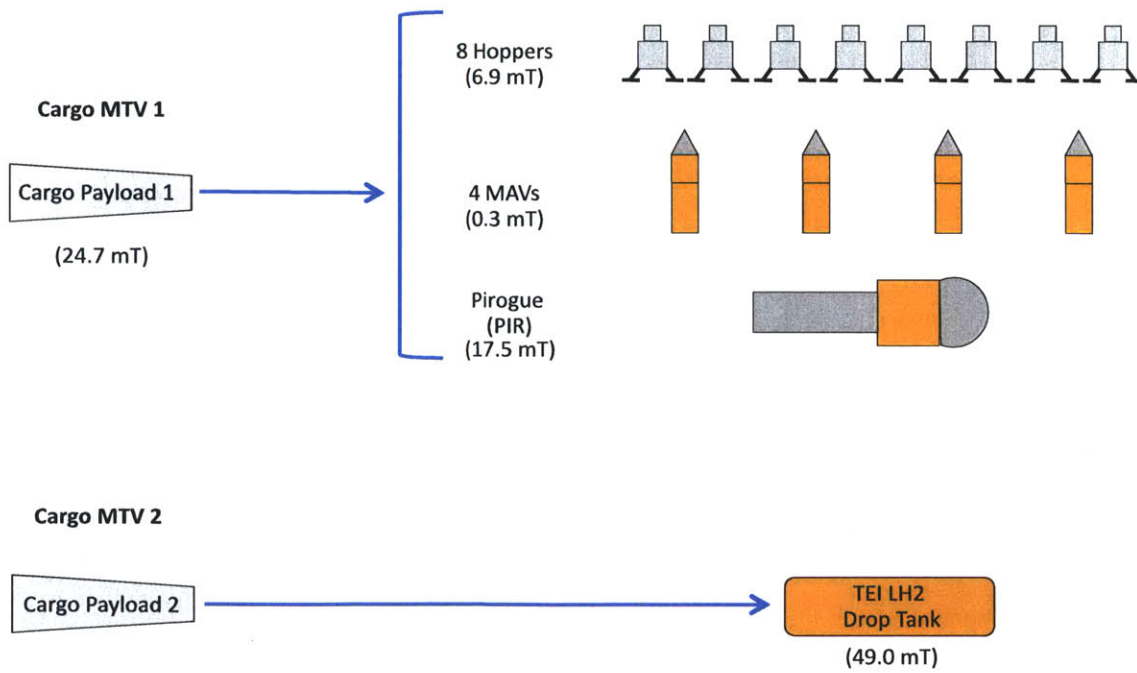 8 Hoppers
(6.9 mT)
Cargo MTV 1
Cargo Payload 1
(24.7 mT)
4 MAVs
(0.3 mT)
Pirogue
(PIR)
(17.5 mT)
Cargo MTV 2
Cargo Payload 2
TEI LH2
Drop Tank
(49.0 mT)